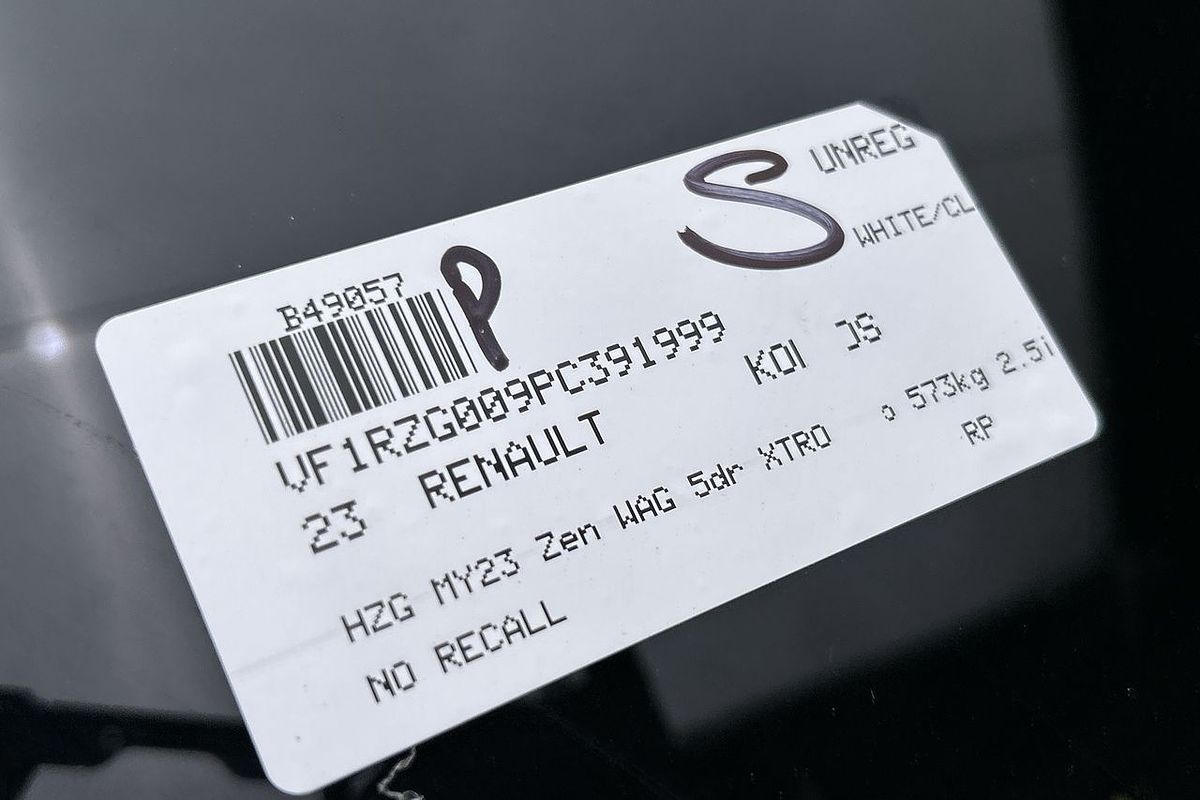 S UNREG
WHITE/CL
B49057 P
VF1RZG009PC391999
23 RENAULT KOI JS
HZG MY23 Zen WAG 5dr XTRO o 573kg 2.5i
NO RECALL RP